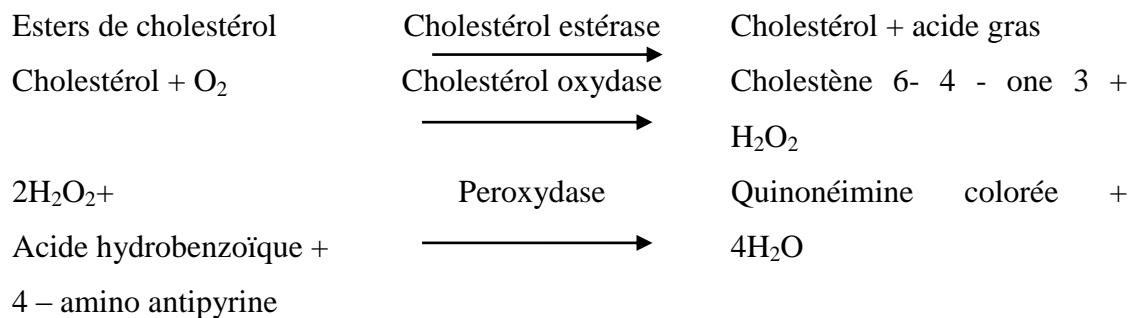 Esters de cholestérol Cholestérol estérase Cholestérol + acide gras
Cholestérol + O₂ Cholestérol oxydase Cholestène 6- 4 - one 3 +
H₂O₂
2H₂O₂+ Peroxydase Quinonéimine colorée +
Acide hydrobenzoïque + 4H₂O
4 – amino antipyrine